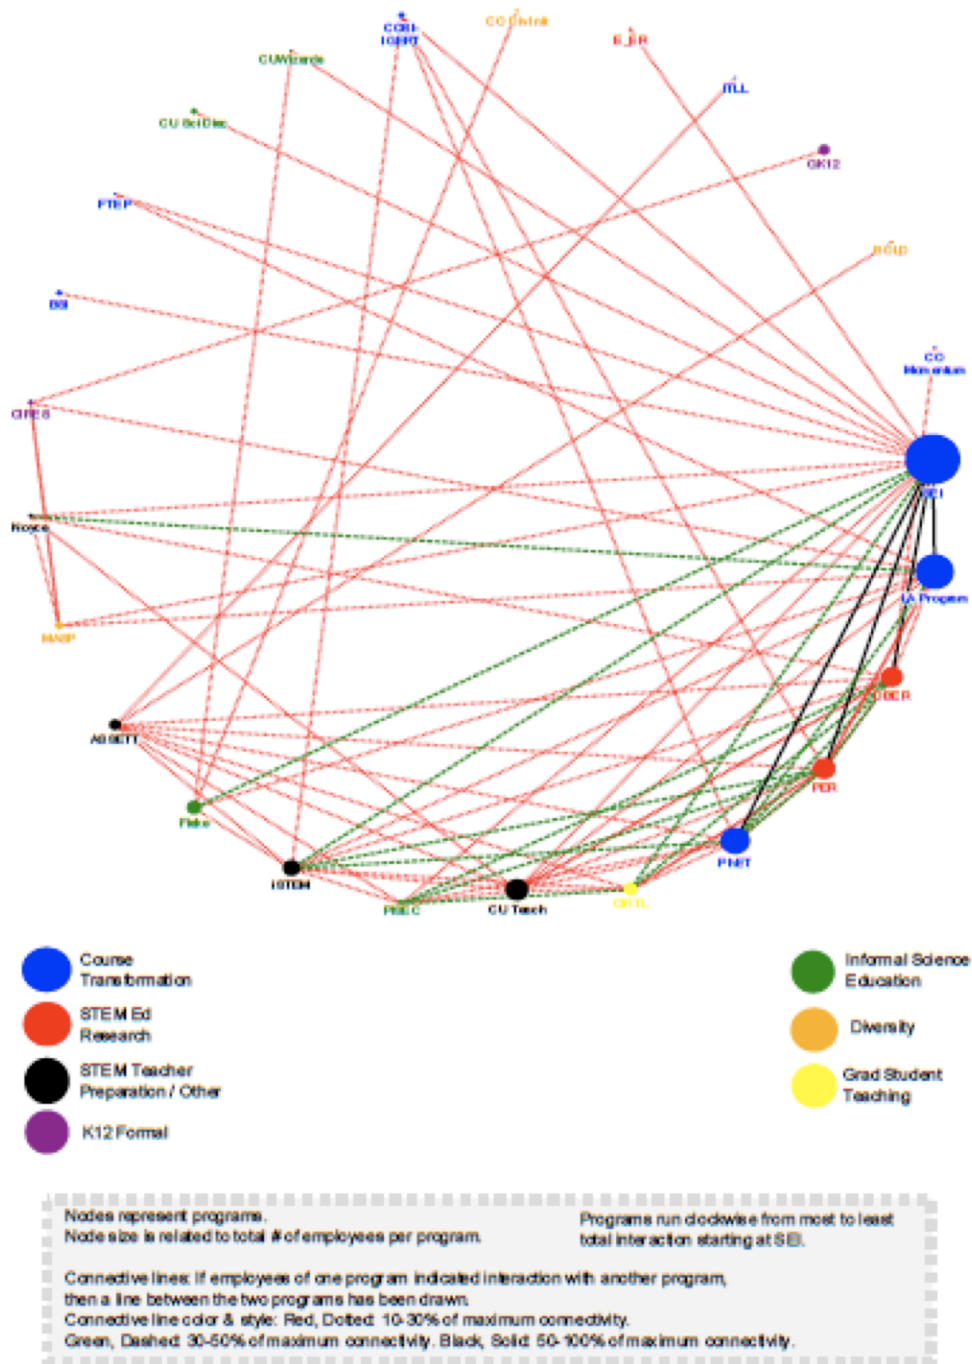 CCBI-
IGERT
CO DivInit
E_ER
CUWizards
ITLL
CU Sci Disc
GK12
FTEP
BOLD
BBI
CO
Momentum
CIRES
SEI
Noyce
LA Program
MASP
DBER
ASSETT
PER
Fiske
PhET
iSTEM
PISEC
CU Teach
CIRTL
Course
Transformation
STEM Ed
Research
STEM Teacher
Preparation / Other
K12 Formal
Informal Science
Education
Diversity
Grad Student
Teaching
Nodes represent programs.
Node size is related to total # of employees per program.
Programs run clockwise from most to least
total interaction starting at SEI.
Connective lines: If employees of one program indicated interaction with another program,
then a line between the two programs has been drawn.
Connective line color & style: Red, Dotted: 10-30% of maximum connectivity.
Green, Dashed: 30-50% of maximum connectivity. Black, Solid: 50-100% of maximum connectivity.